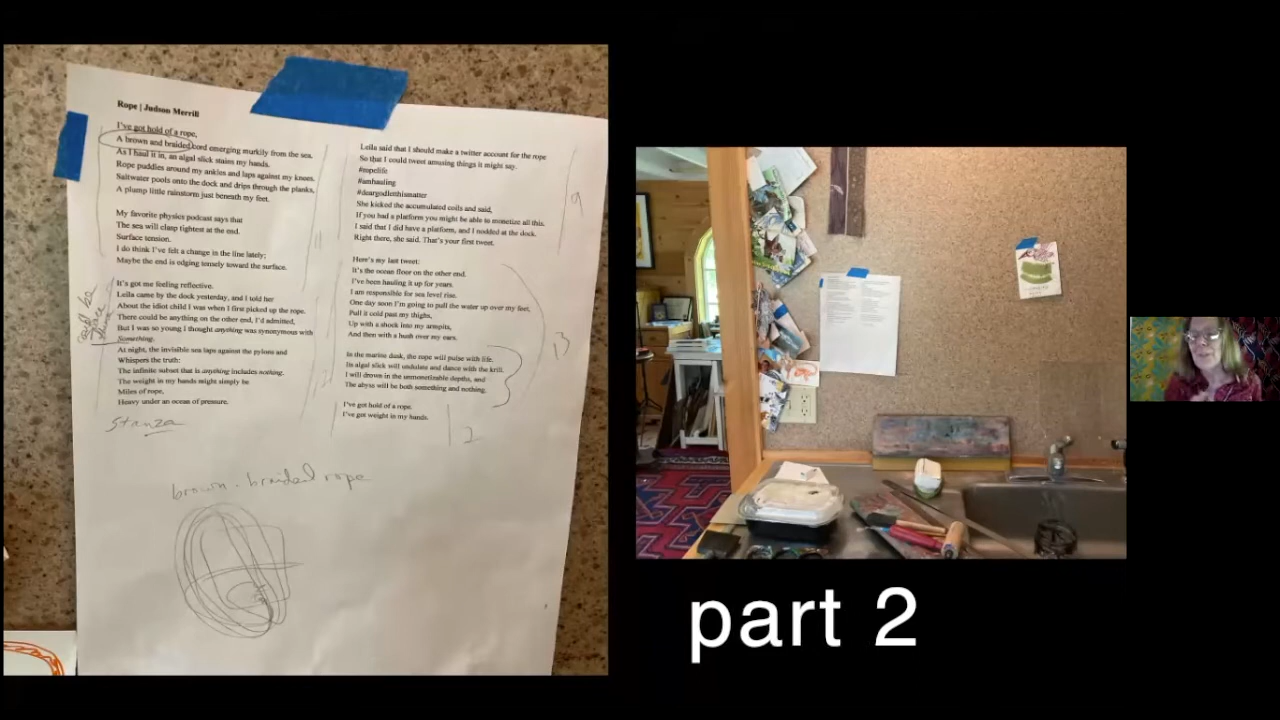 Rope | Judson Merrill
I've got hold of a rope,
A brown and braided cord emerging murkily from the sea.
As I haul it in, an algal slick stains my hands.
Rope puddles around my ankles and laps against my knees.
Saltwater pools onto the dock and drips through the planks,
A plump little rainstorm just beneath my feet.
My favorite physics podcast says that
The sea will clasp tightest at the end.
Surface tension.
I do think I've felt a change in the line lately;
Maybe the end is edging tensely toward the surface.
11
It's got me feeling reflective.
Leila came by the dock yesterday, and I told her
About the idiot child I was when I first picked up the rope.
There could be anything on the other end, I'd admitted,
But I was so young I thought anything was synonymous with
Something.
At night, the invisible sea laps against the pylons and
Whispers the truth:
The infinite subset that is anything includes nothing.
The weight in my hands might simply be
Miles of rope,
Heavy under an ocean of pressure.
could be
stanza
brown-braided rope
Leila said that I should make a twitter account for the rope
So that I could tweet amusing things it might say.
#ropelife
#amhauling
#deargodletthismatter
She kicked the accumulated coils and said,
If you had a platform you might be able to monetize all this.
I said that I did have a platform, and I nodded at the dock.
Right there, she said. That's your first tweet.
9
Here's my last tweet:
It's the ocean floor on the other end.
I've been hauling it up for years.
I am responsible for sea level rise.
One day soon I'm going to pull the water up over my feet,
Pull it cold past my thighs,
Up with a shock into my armpits,
And then with a hush over my ears.
13
In the marine dusk, the rope will pulse with life.
Its algal slick will undulate and dance with the krill.
I will drown in the unmonetizable depths, and
The abyss will be both something and nothing.
I've got hold of a rope.
I've got weight in my hands.
2
part 2